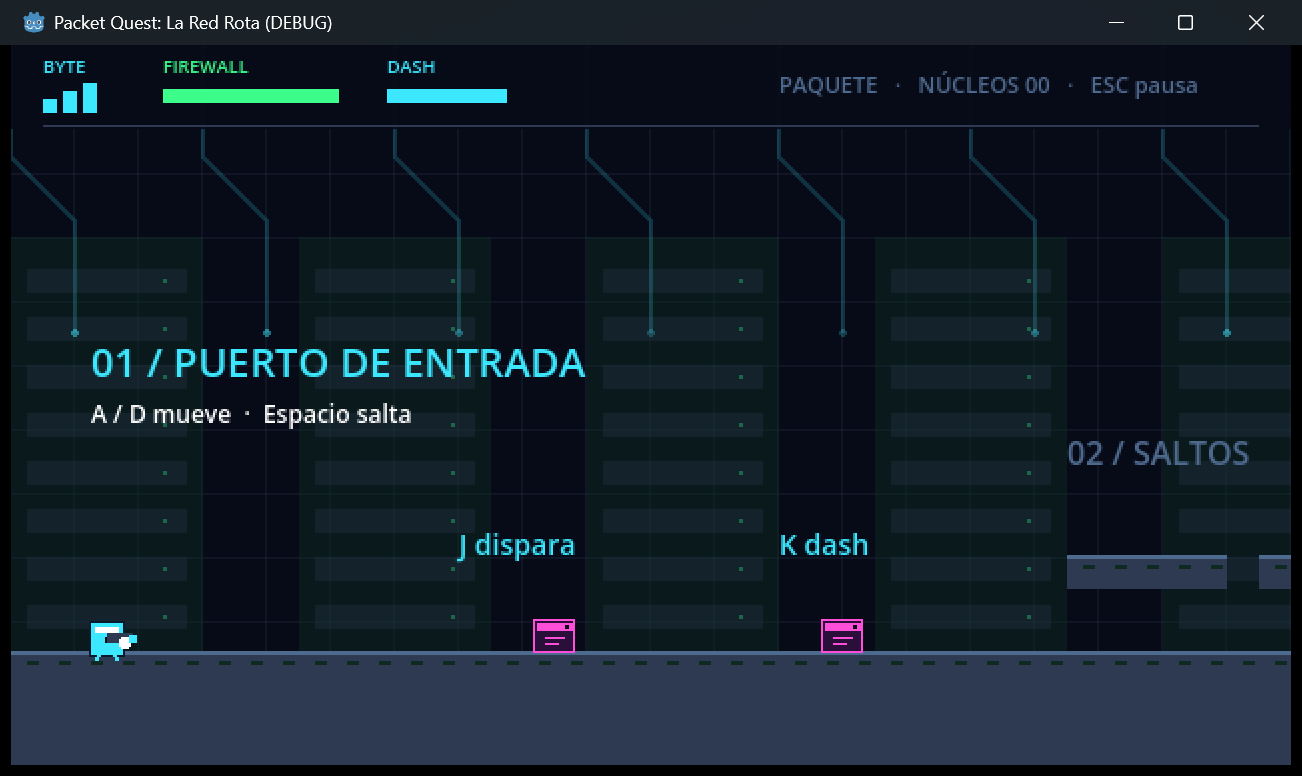 Packet Quest: La Red Rota (DEBUG)
BYTE
FIREWALL
DASH
PAQUETE · NÚCLEOS 00 · ESC pausa
01 / PUERTO DE ENTRADA
A / D mueve · Espacio salta
02 / SALTOS
J dispara
K dash